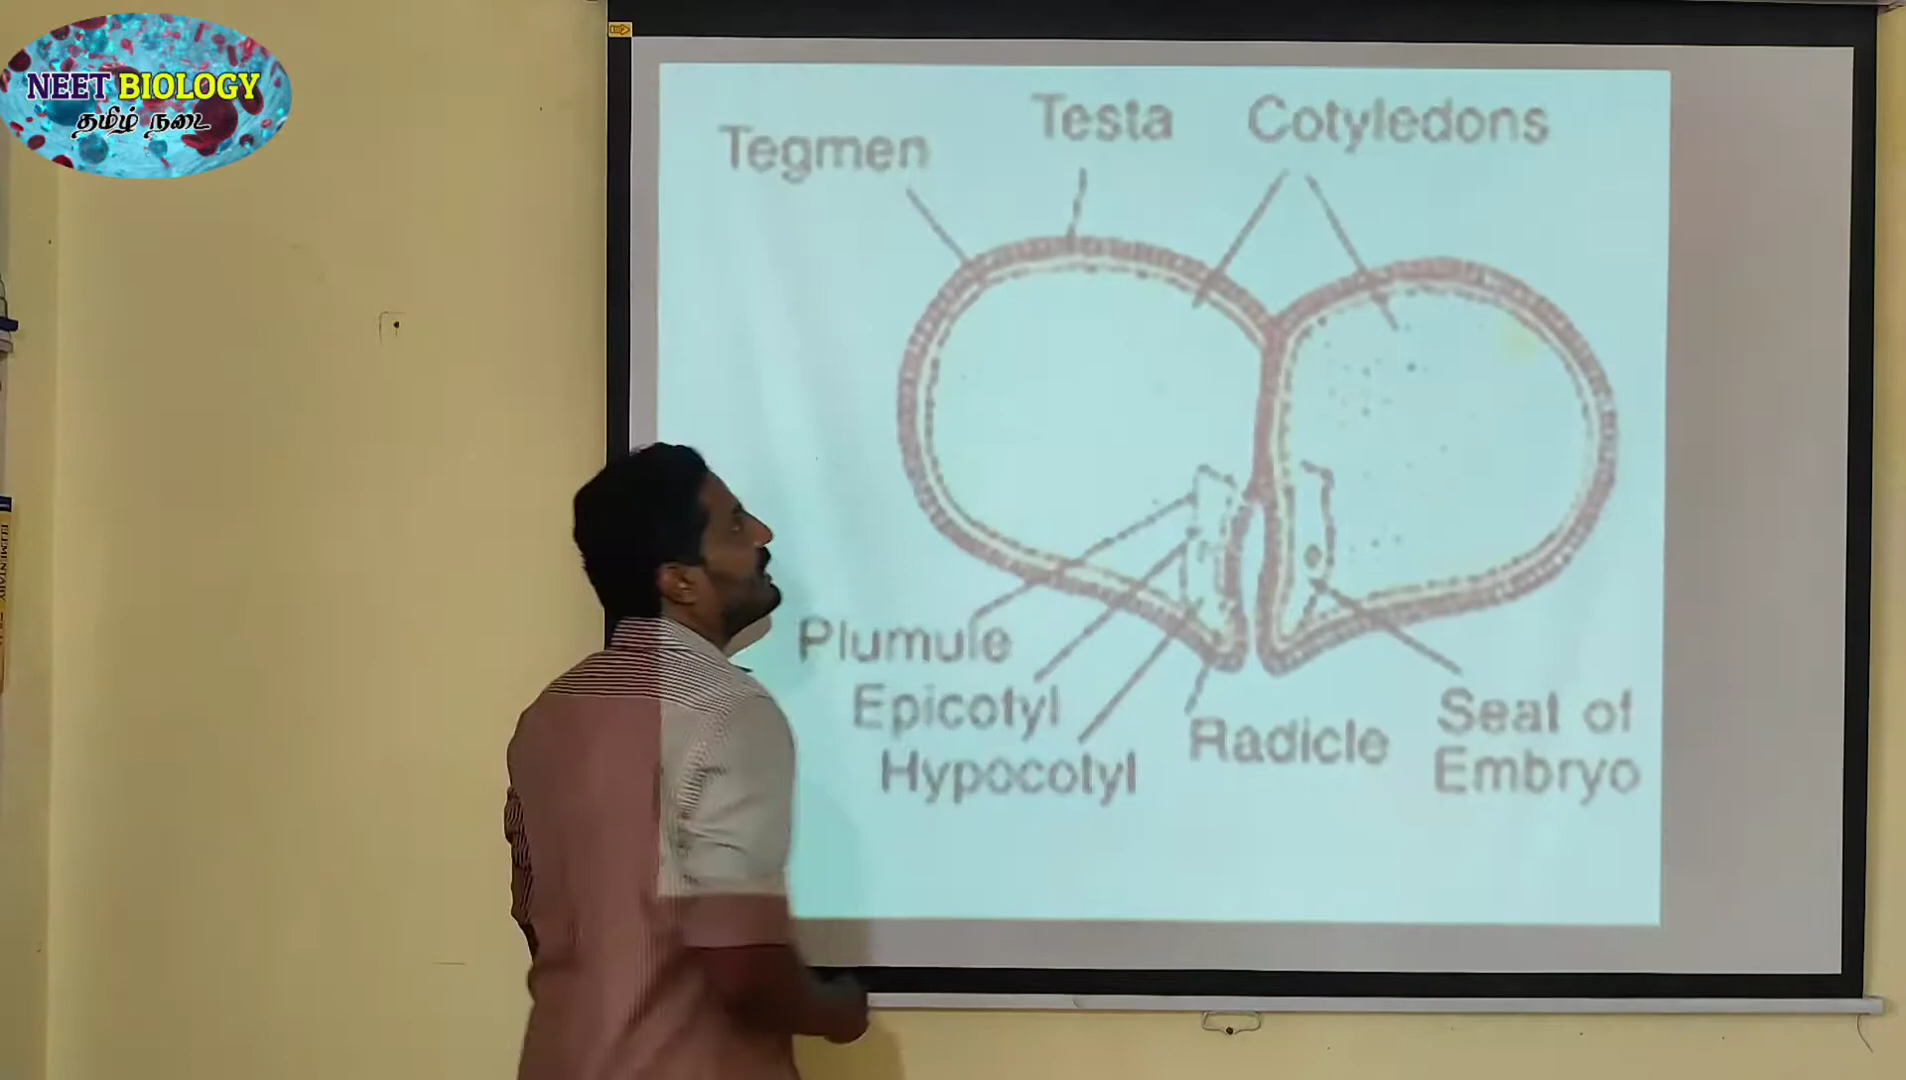 NEET BIOLOGY
தமிழ் நடை
Testa
Cotyledons
Tegmen
Plumule
Epicotyl
Hypocotyl
Radicle
Seat of
Embryo